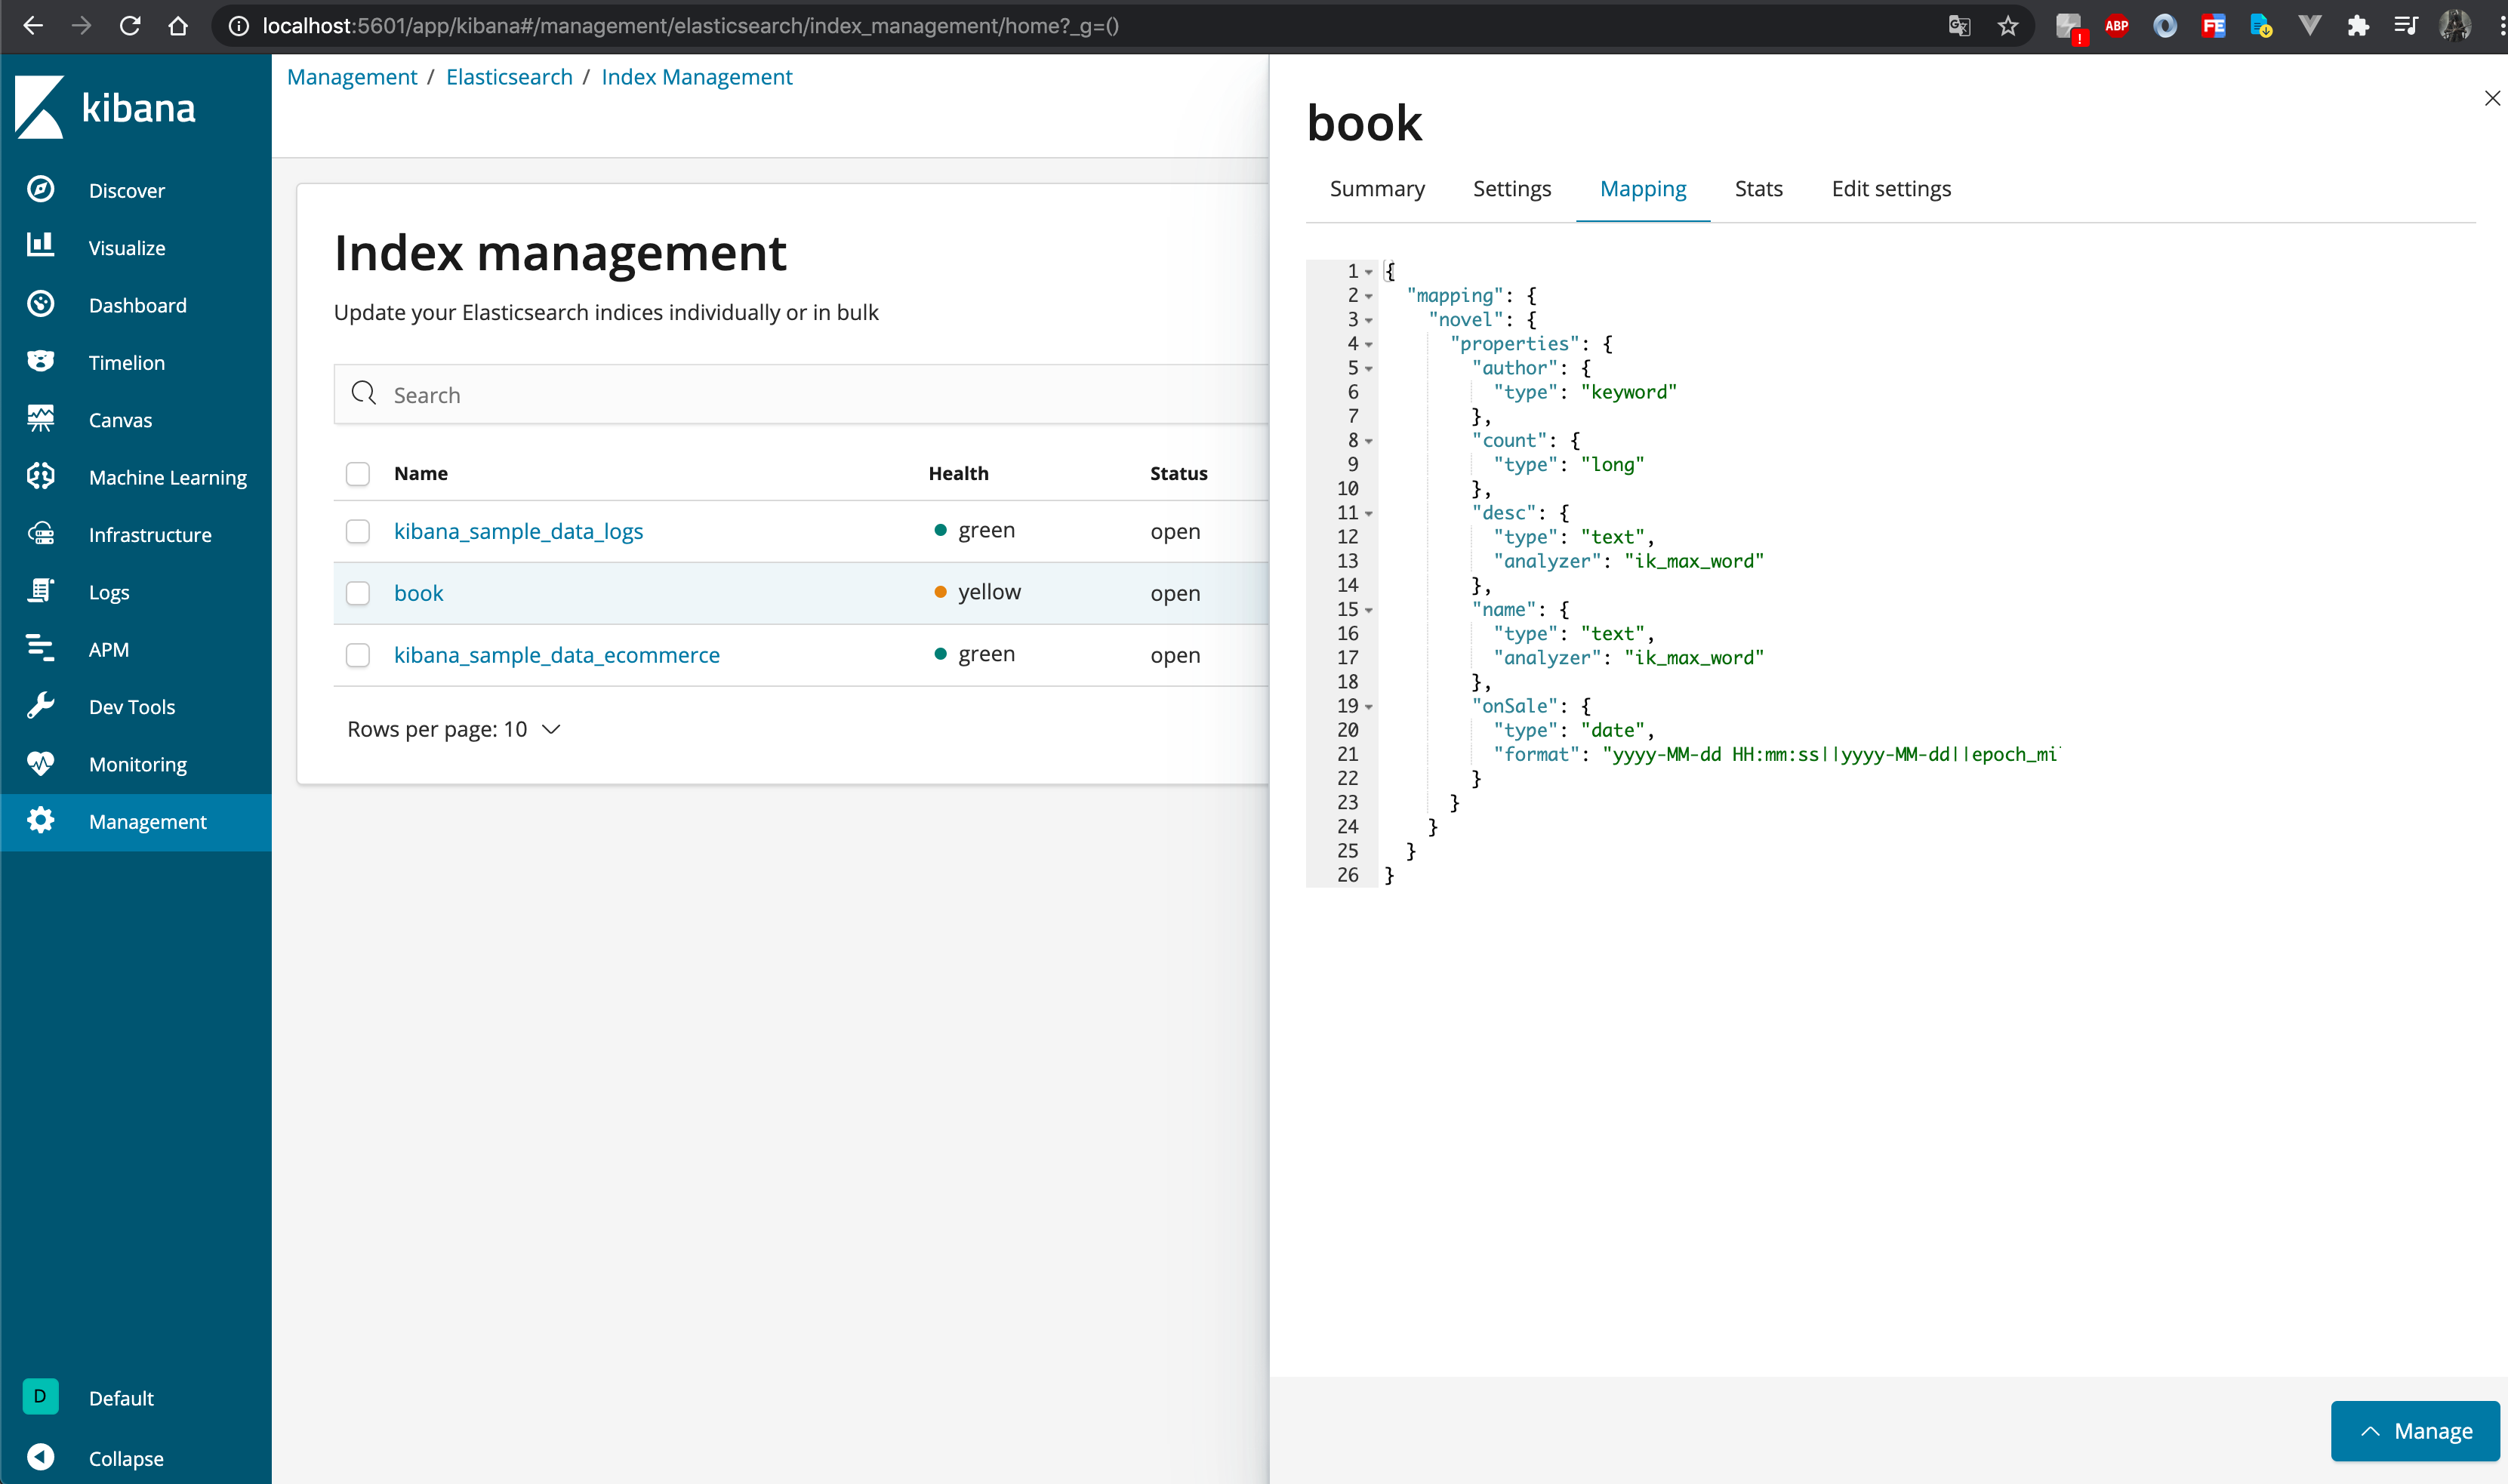 localhost:5601/app/kibana#/management/elasticsearch/index_management/home?_g=()
ABP
FE
kibana
Discover
Visualize
Dashboard
Timelion
Canvas
Machine Learning
Infrastructure
Logs
APM
Dev Tools
Monitoring
Management
D Default
Collapse
Management / Elasticsearch / Index Management
Index management
Update your Elasticsearch indices individually or in bulk
Search
Name Health Status
kibana_sample_data_logs green open
book yellow open
kibana_sample_data_ecommerce green open
Rows per page: 10
book
Summary Settings Mapping Stats Edit settings
1 {
2 "mapping": {
3 "novel": {
4 "properties": {
5 "author": {
6 "type": "keyword"
7 },
8 "count": {
9 "type": "long"
10 },
11 "desc": {
12 "type": "text",
13 "analyzer": "ik_max_word"
14 },
15 "name": {
16 "type": "text",
17 "analyzer": "ik_max_word"
18 },
19 "onSale": {
20 "type": "date",
21 "format": "yyyy-MM-dd HH:mm:ss||yyyy-MM-dd||epoch_mi
22 }
23 }
24 }
25 }
26 }
Manage